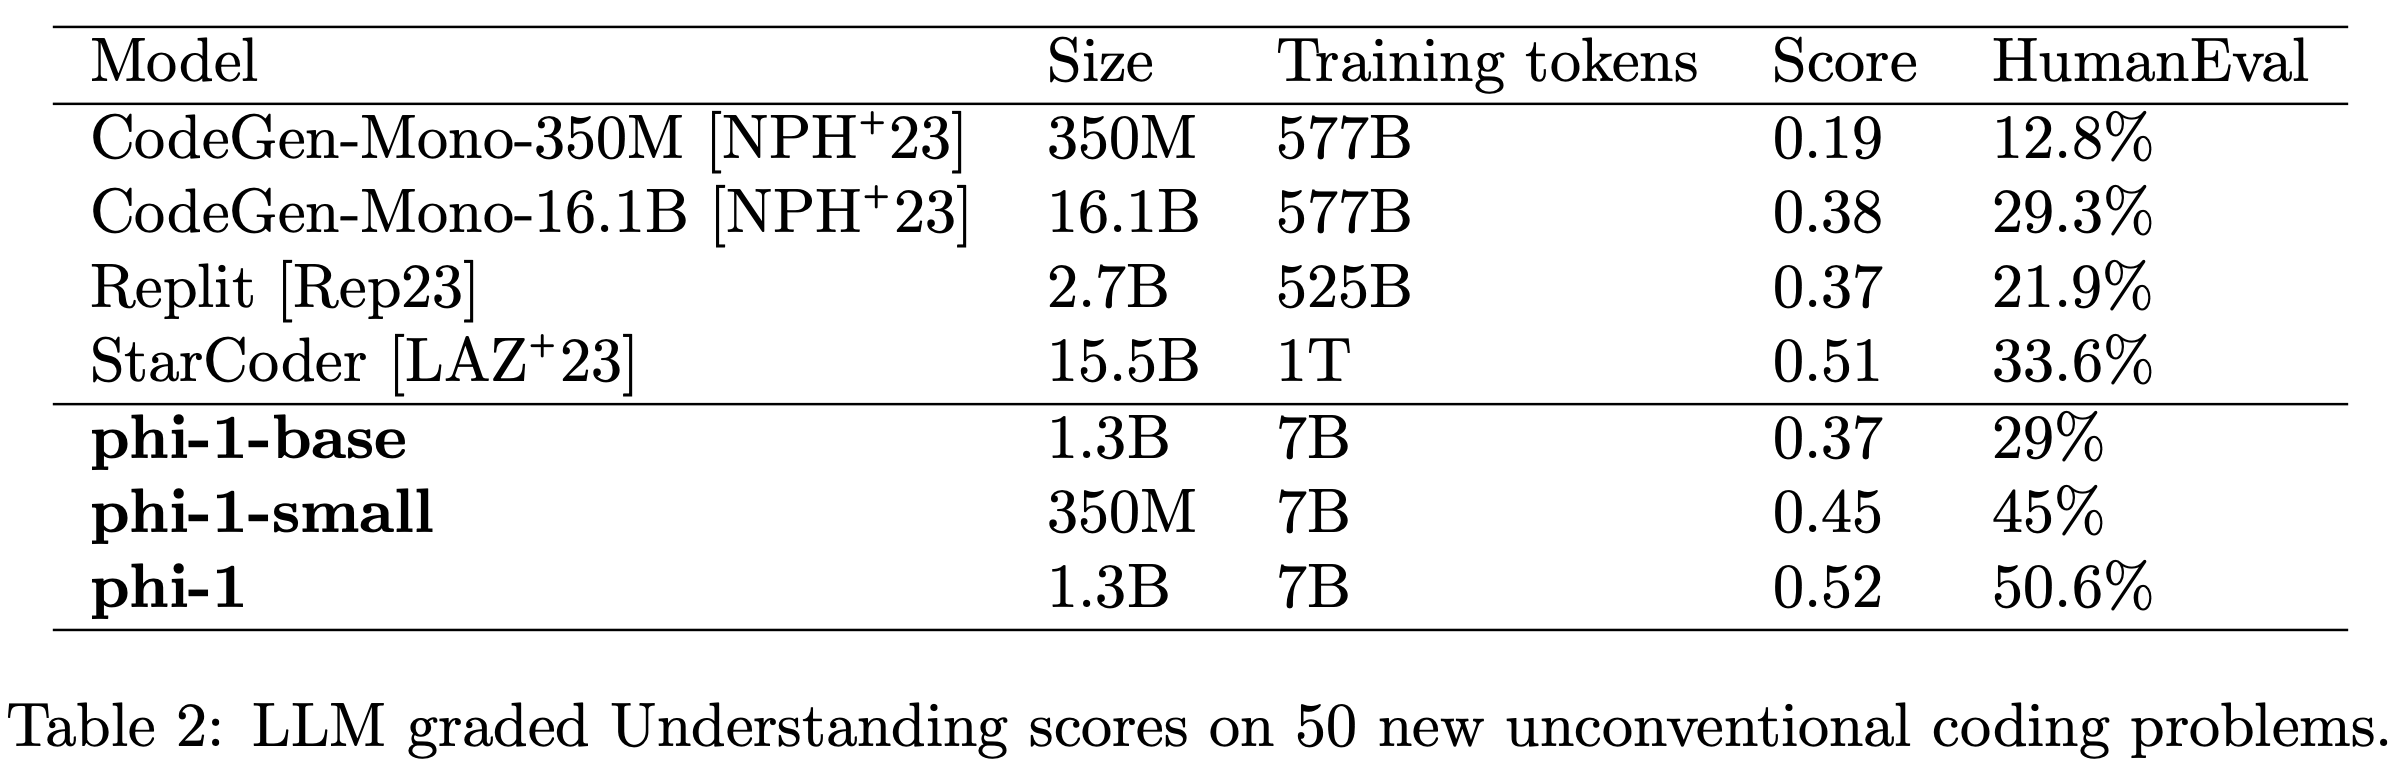 Model Size Training tokens Score HumanEval
CodeGen-Mono-350M [NPH⁺23] 350M 577B 0.19 12.8%
CodeGen-Mono-16.1B [NPH⁺23] 16.1B 577B 0.38 29.3%
Replit [Rep23] 2.7B 525B 0.37 21.9%
StarCoder [LAZ⁺23] 15.5B 1T 0.51 33.6%
phi-1-base 1.3B 7B 0.37 29%
phi-1-small 350M 7B 0.45 45%
phi-1 1.3B 7B 0.52 50.6%
Table 2: LLM graded Understanding scores on 50 new unconventional coding problems.